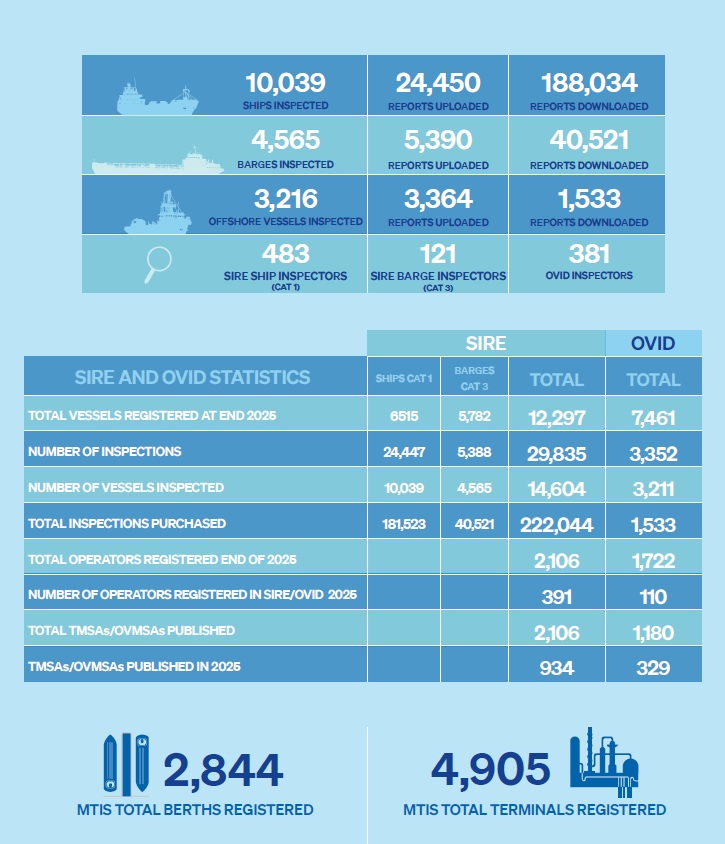 10,039 24,450 188,034
SHIPS INSPECTED REPORTS UPLOADED REPORTS DOWNLOADED
4,565 5,390 40,521
BARGES INSPECTED REPORTS UPLOADED REPORTS DOWNLOADED
3,216 3,364 1,533
OFFSHORE VESSELS INSPECTED REPORTS UPLOADED REPORTS DOWNLOADED
483 121 381
SIRE SHIP INSPECTORS SIRE BARGE INSPECTORS OVID INSPECTORS
(CAT 1) (CAT 3)
SIRE OVID
SIRE AND OVID STATISTICS SHIPS CAT 1 BARGES CAT 3 TOTAL TOTAL
TOTAL VESSELS REGISTERED AT END 2025 6515 5,782 12,297 7,461
NUMBER OF INSPECTIONS 24,447 5,388 29,835 3,352
NUMBER OF VESSELS INSPECTED 10,039 4,565 14,604 3,211
TOTAL INSPECTIONS PURCHASED 181,523 40,521 222,044 1,533
TOTAL OPERATORS REGISTERED END OF 2025 2,106 1,722
NUMBER OF OPERATORS REGISTERED IN SIRE/OVID 2025 391 110
TOTAL TMSAs/OVMSAs PUBLISHED 2,106 1,180
TMSAs/OVMSAs PUBLISHED IN 2025 934 329
2,844 4,905
MTIS TOTAL BERTHS REGISTERED MTIS TOTAL TERMINALS REGISTERED